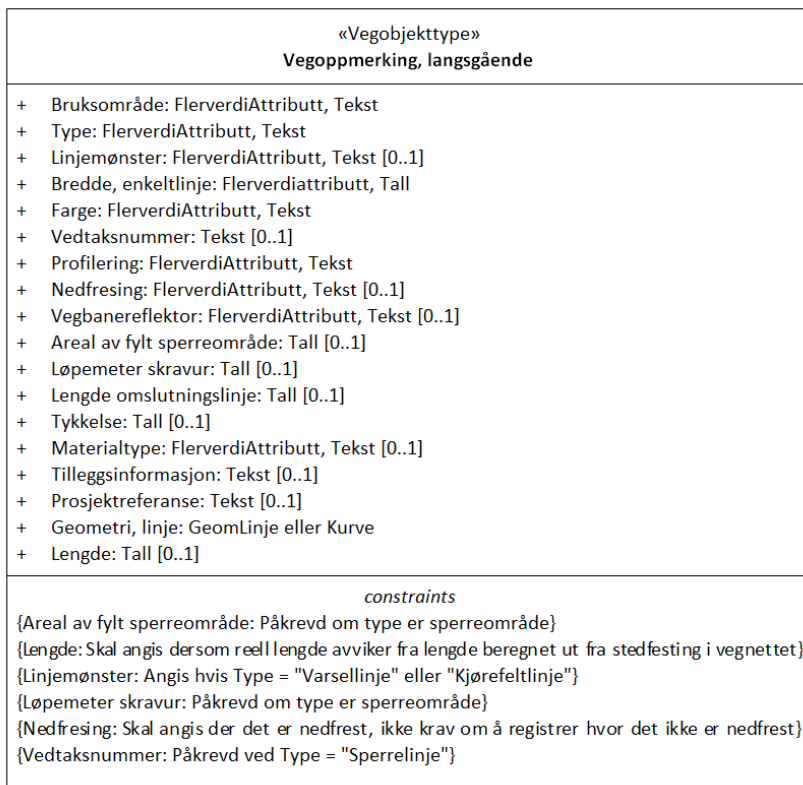 «Vegobjekttype»
Vegoppmerking, langsgående
+ Bruksområde: FlerverdiAttributt, Tekst
+ Type: FlerverdiAttributt, Tekst
+ Linjemønster: FlerverdiAttributt, Tekst [0..1]
+ Bredde, enkeltlinje: Flerverdiattributt, Tall
+ Farge: FlerverdiAttributt, Tekst
+ Vedtaksnummer: Tekst [0..1]
+ Profilering: FlerverdiAttributt, Tekst
+ Nedfresing: FlerverdiAttributt, Tekst [0..1]
+ Vegbanereflektor: FlerverdiAttributt, Tekst [0..1]
+ Areal av fylt sperreområde: Tall [0..1]
+ Løpemeter skravur: Tall [0..1]
+ Lengde omslutningslinje: Tall [0..1]
+ Tykkelse: Tall [0..1]
+ Materialtype: FlerverdiAttributt, Tekst [0..1]
+ Tilleggsinformasjon: Tekst [0..1]
+ Prosjektreferanse: Tekst [0..1]
+ Geometri, linje: GeomLinje eller Kurve
+ Lengde: Tall [0..1]
constraints
{Areal av fylt sperreområde: Påkrevd om type er sperreområde}
{Lengde: Skal angis dersom reell lengde avviker fra lengde beregnet ut fra stedfesting i vegnettet}
{Linjemønster: Angis hvis Type = "Varsellinje" eller "Kjørefeltlinje"}
{Løpemeter skravur: Påkrevd om type er sperreområde}
{Nedfresing: Skal angis der det er nedfrest, ikke krav om å registrer hvor det ikke er nedfrest}
{Vedtaksnummer: Påkrevd ved Type = "Sperrelinje"}